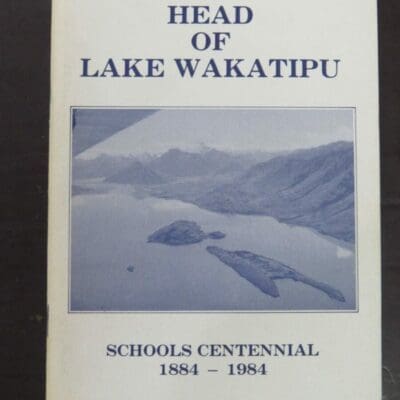 HEAD
OF
LAKE WAKATIPU
SCHOOLS CENTENNIAL
1884 – 1984